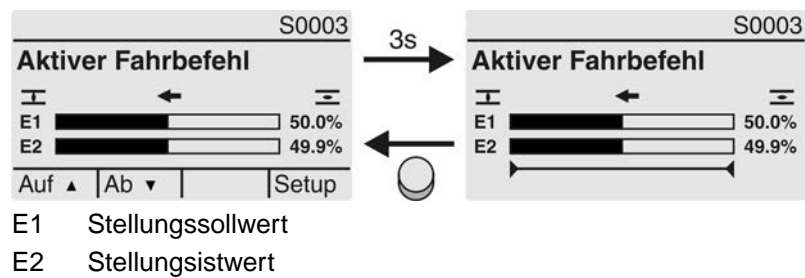 S0003
Aktiver Fahrbefehl
E1 50.0%
E2 49.9%
Auf ▲ Ab ▼ Setup
3s
S0003
Aktiver Fahrbefehl
E1 50.0%
E2 49.9%
E1 Stellungssollwert
E2 Stellungsistwert